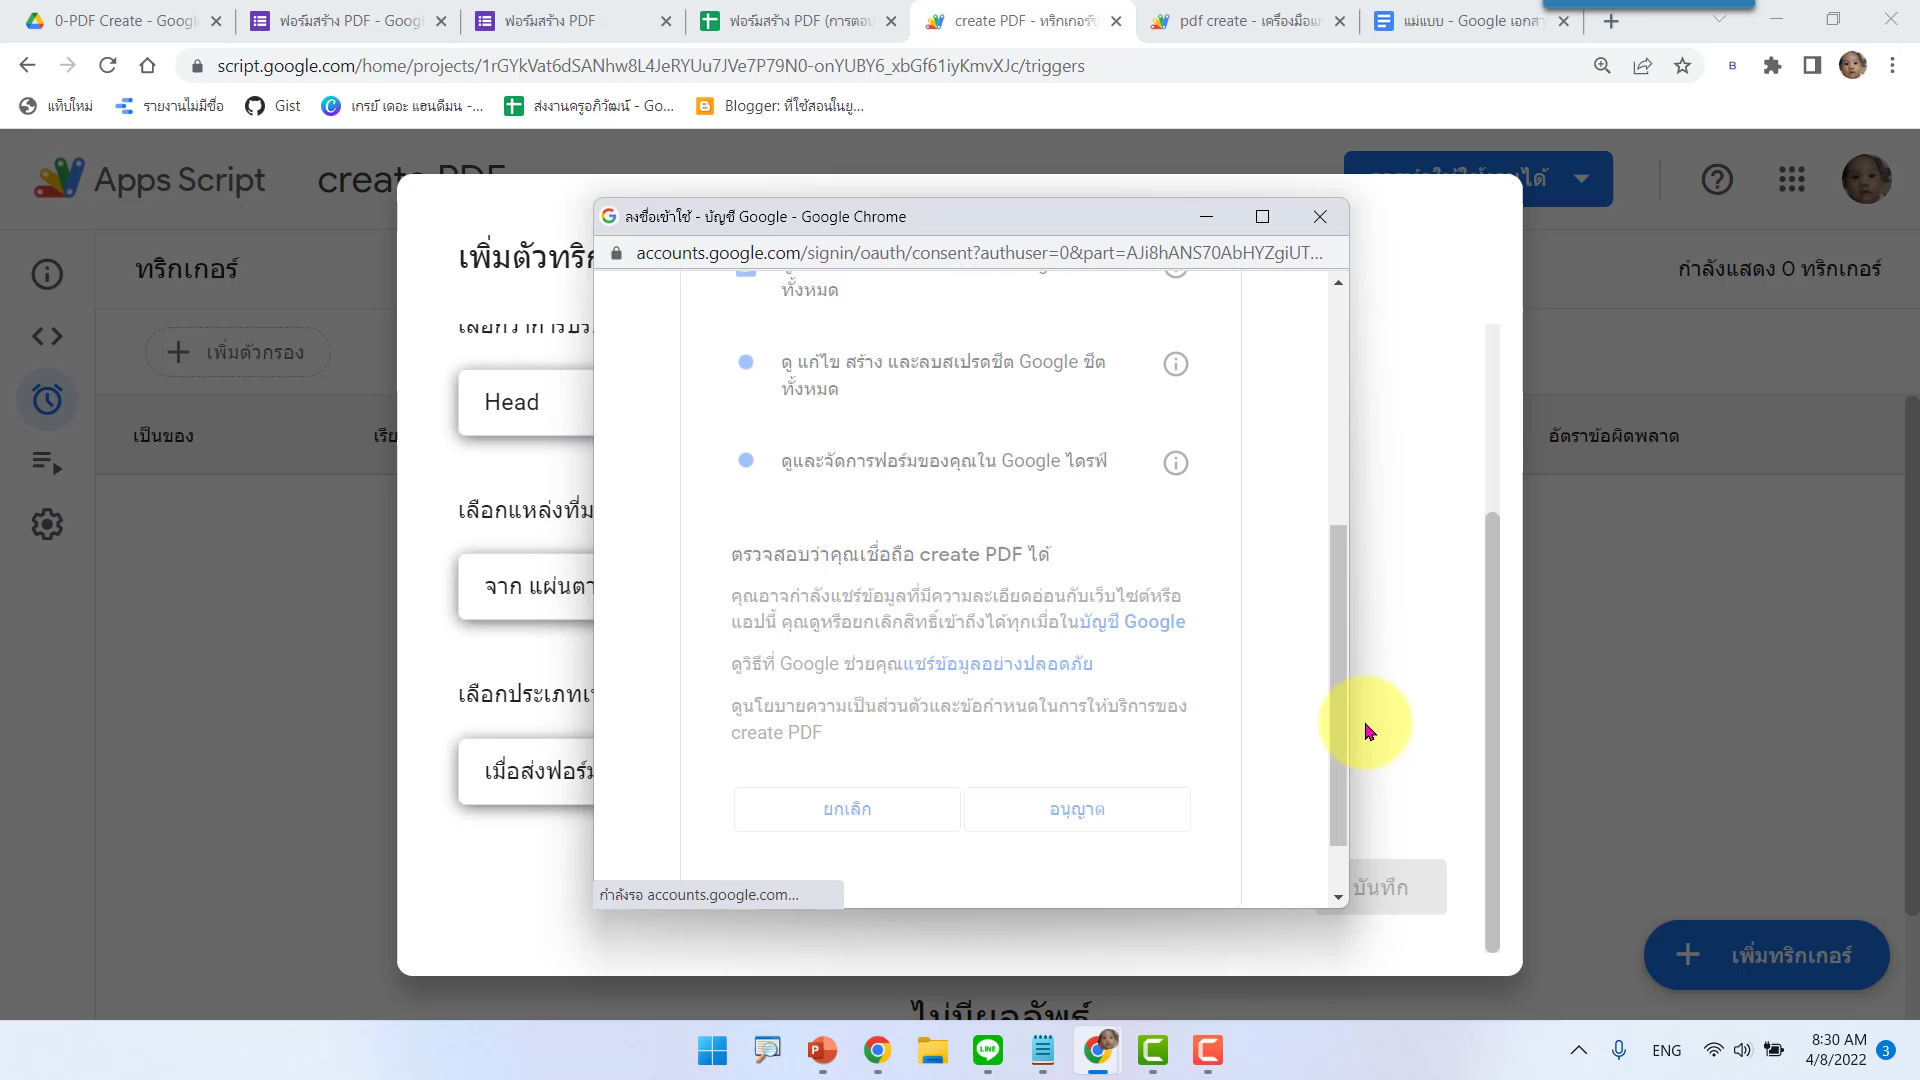 0-PDF Create - Google
ฟอร์มสร้าง PDF - Googl
ฟอร์มสร้าง PDF
ฟอร์มสร้าง PDF (การตอบ
create PDF - ทริกเกอร์ข
pdf create - เครื่องมือแก
แม่แบบ - Google เอกสา
script.google.com/home/projects/1rGYkVat6dSANhw8L4JeRYUu7JVe7P79N0-onYUBY6_xbGf61iyKmvXJc/triggers
แท็บใหม่
รายงานไม่มีชื่อ
Gist
เกรย์ เดอะ แฮนดีมน -...
ส่งงานครูอภิวัฒน์ - Go...
Blogger: ที่ใช้สอนในยู...
Apps Script
create PDF
ทริกเกอร์
กำลังแสดง 0 ทริกเกอร์
เพิ่มตัวกรอง
เป็นของ
เรีย
อัตราข้อผิดพลาด
เพิ่มตัวทริก
Head
เลือกแหล่งที่ม
จาก แผ่นตา
เลือกประเภทเ
เมื่อส่งฟอร์ม
ลงชื่อเข้าใช้ - บัญชี Google - Google Chrome
accounts.google.com/signin/oauth/consent?authuser=0&part=AJi8hANS70AbHYZgiUT...
ทั้งหมด
ดู แก้ไข สร้าง และลบสเปรดชีต Google ชีต
ทั้งหมด
ดูและจัดการฟอร์มของคุณใน Google ไดรฟ์
ตรวจสอบว่าคุณเชื่อถือ create PDF ได้
คุณอาจกำลังแชร์ข้อมูลที่มีความละเอียดอ่อนกับเว็บไซต์หรือ
แอปนี้ คุณดูหรือยกเลิกสิทธิ์เข้าถึงได้ทุกเมื่อในบัญชี Google
ดูวิธีที่ Google ช่วยคุณแชร์ข้อมูลอย่างปลอดภัย
ดูนโยบายความเป็นส่วนตัวและข้อกำหนดในการให้บริการของ
create PDF
ยกเลิก
อนุญาต
กำลังรอ accounts.google.com...
บันทึก
เพิ่มทริกเกอร์
ไม่มีผลลัพธ์
ENG
8:30 AM
4/8/2022
3